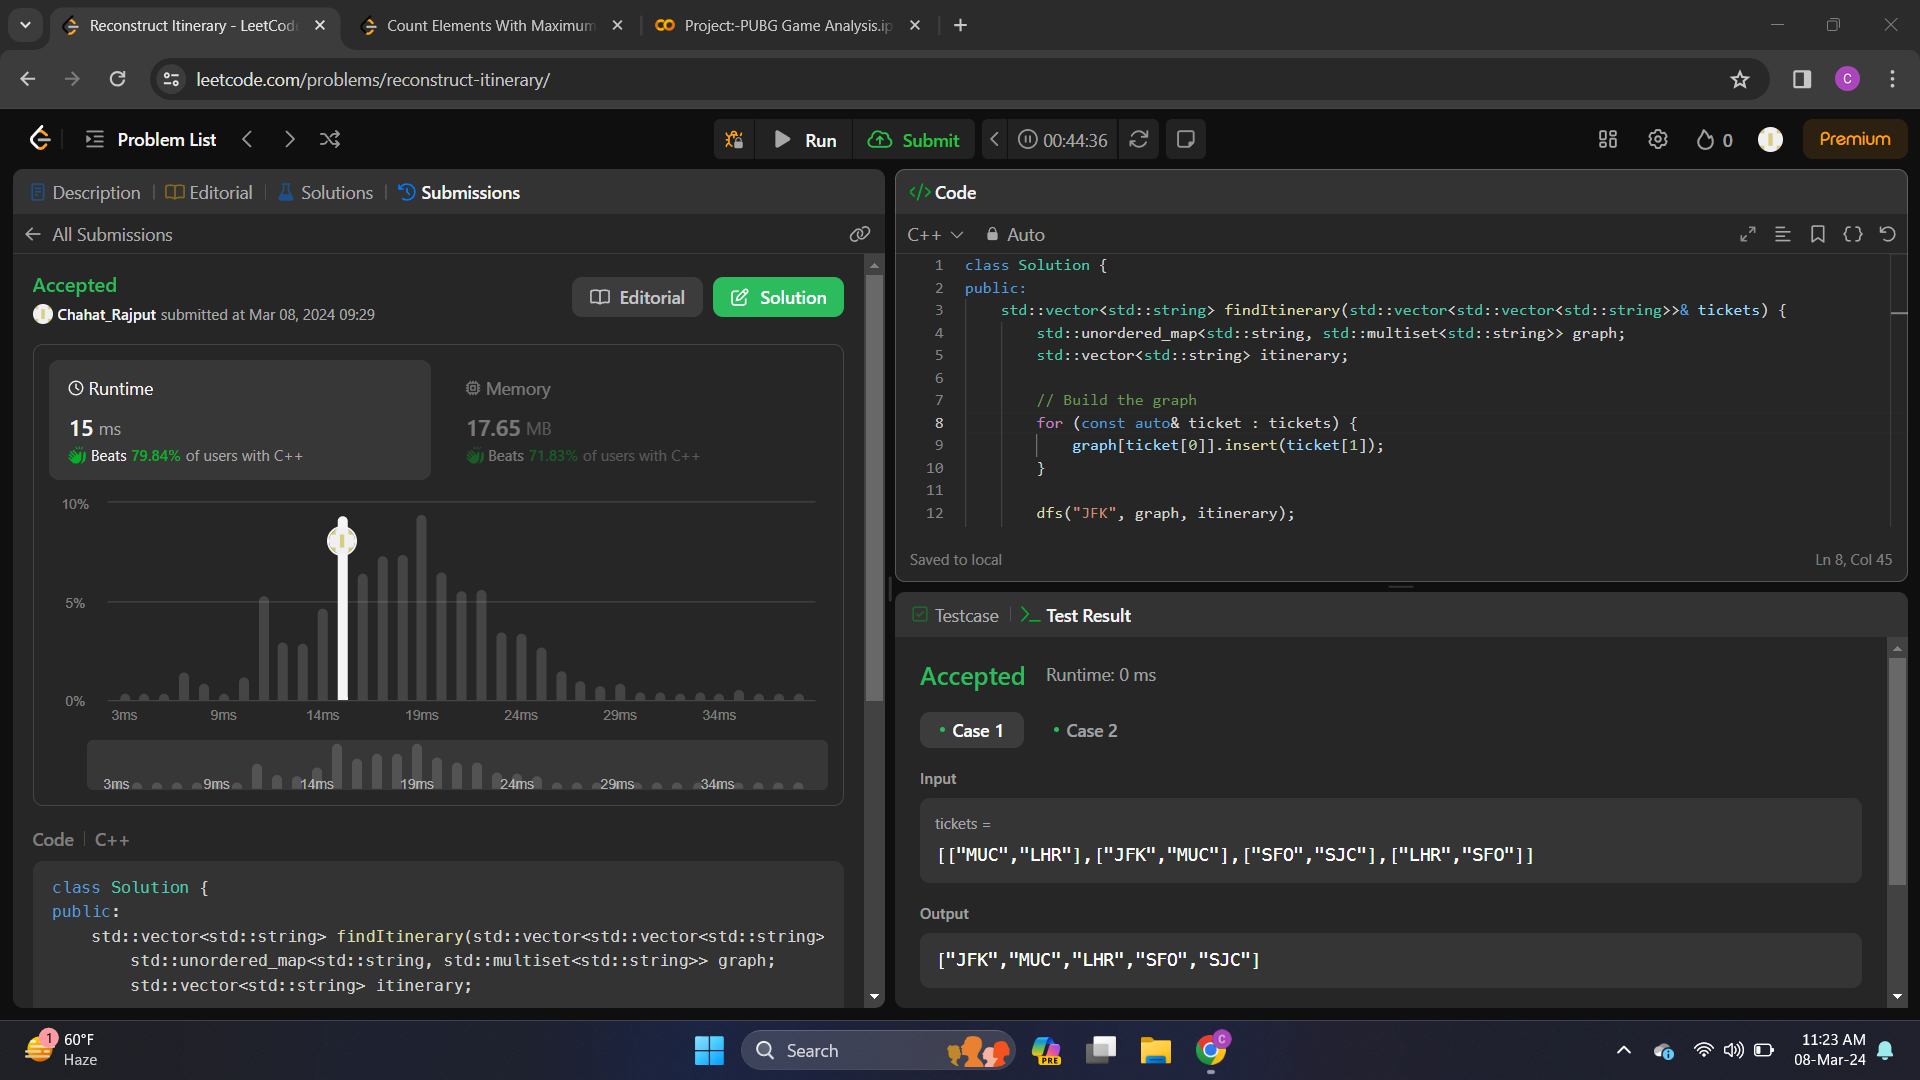 Reconstruct Itinerary - LeetCode
Count Elements With Maximum
Project:-PUBG Game Analysis.ip
leetcode.com/problems/reconstruct-itinerary/
C
Problem List
Run
Submit
00:44:36
0
Premium
Description
Editorial
Solutions
Submissions
All Submissions
Accepted
Chahat_Rajput submitted at Mar 08, 2024 09:29
Editorial
Solution
Runtime
15 ms
Beats 79.84% of users with C++
Memory
17.65 MB
Beats 71.83% of users with C++
10%
5%
0%
3ms 9ms 14ms 19ms 24ms 29ms 34ms
3ms 9ms 14ms 19ms 24ms 29ms 34ms
Code C++
class Solution {
public:
std::vector<std::string> findItinerary(std::vector<std::vector<std::string>
std::unordered_map<std::string, std::multiset<std::string>> graph;
std::vector<std::string> itinerary;
</> Code
C++
Auto
1 class Solution {
2 public:
3 std::vector<std::string> findItinerary(std::vector<std::vector<std::string>>& tickets) {
4 std::unordered_map<std::string, std::multiset<std::string>> graph;
5 std::vector<std::string> itinerary;
6
7 // Build the graph
8 for (const auto& ticket : tickets) {
9 graph[ticket[0]].insert(ticket[1]);
10 }
11
12 dfs("JFK", graph, itinerary);
Saved to local
Ln 8, Col 45
Testcase
Test Result
Accepted Runtime: 0 ms
Case 1
Case 2
Input
tickets =
[["MUC","LHR"],["JFK","MUC"],["SFO","SJC"],["LHR","SFO"]]
Output
["JFK","MUC","LHR","SFO","SJC"]
1
60°F
Haze
Search
PRE
C
11:23 AM
08-Mar-24